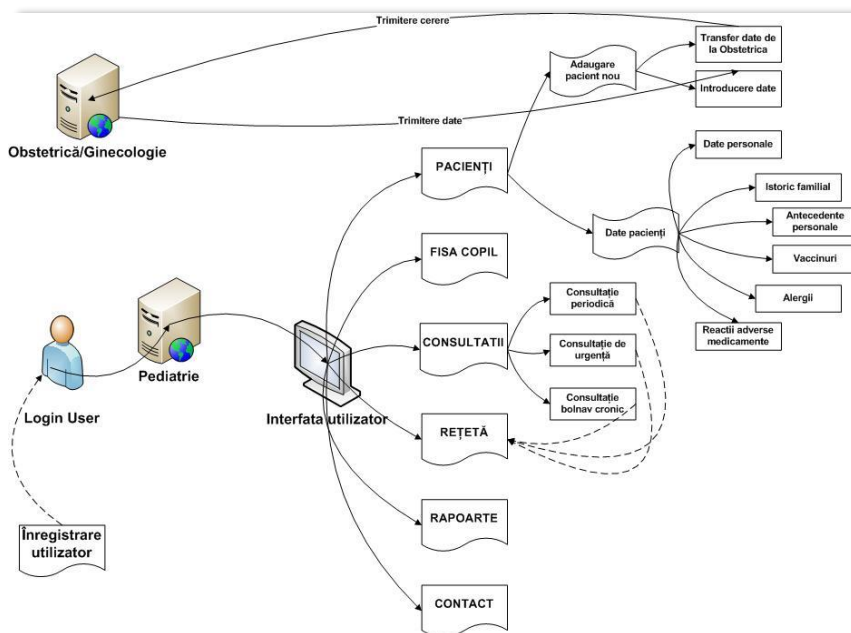 Trimitere cerere
Transfer date de
la Obstetrica
Adaugare
pacient nou
Introducere date
Trimitere date
Obstetrică/Ginecologie
Date personale
PACIENȚI
Istoric familial
Antecedente
personale
Date pacienți
FISA COPIL
Vaccinuri
Consultație
periodică
Alergii
CONSULTATII
Consultație de
urgență
Reactii adverse
medicamente
Pediatrie
Login User
Interfata utilizator
Consultație
bolnav cronic
REȚETĂ
Înregistrare
utilizator
RAPOARTE
CONTACT